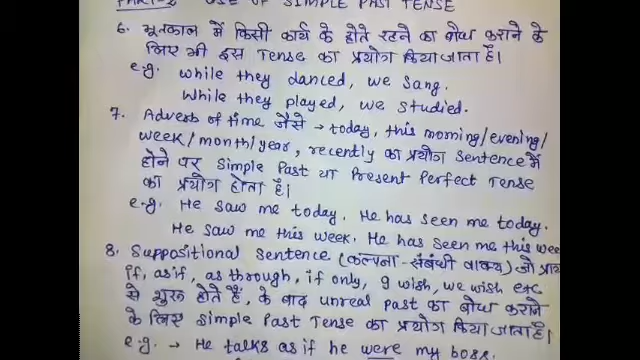 PART-2 USE OF SIMPLE PAST TENSE
6. भूतकाल में किसी कार्य के होते रहने का बोध कराने के
लिए भी इस Tense का प्रयोग किया जाता है।
e.g. While they danced, we sang.
While they played, we studied.
7. Adverb of time जैसे → today, this morning/evening/
week/month/year, recently का प्रयोग sentence में
होने पर Simple Past या Present Perfect Tense
का प्रयोग होता है।
e.g. He saw me today. He has seen me today.
He saw me this week. He has seen me this wee
8. Suppositional Sentence (कल्पना-संबंधी वाक्य) जो प्रा
if, as if, as through, if only, I wish, we wish etc
से शुरू होते हैं, के बाद unreal past का बोध कराने
के लिए Simple Past Tense का प्रयोग किया जाता है।
e.g. → He talks as if he were my boss.